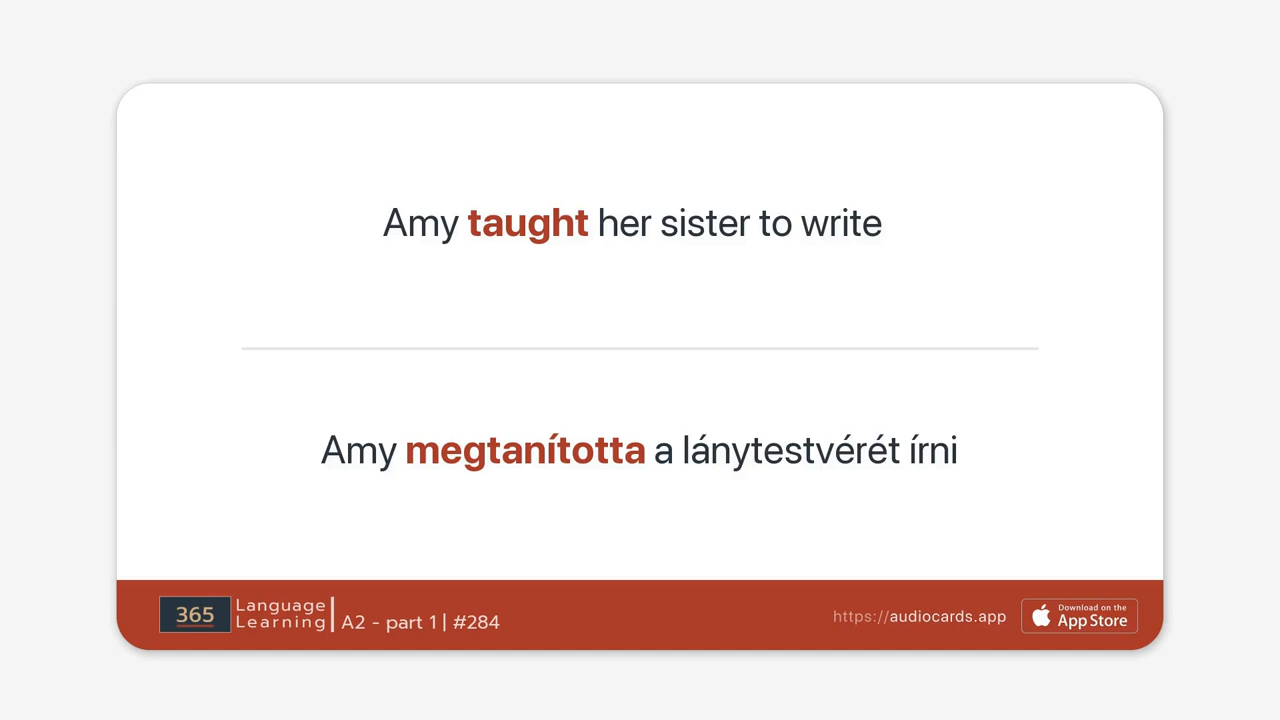 Amy taught her sister to write
Amy megtanította a lánytestvérét írni
365 Language Learning A2 - part 1 | #284
https://audiocards.app
Download on the
App Store